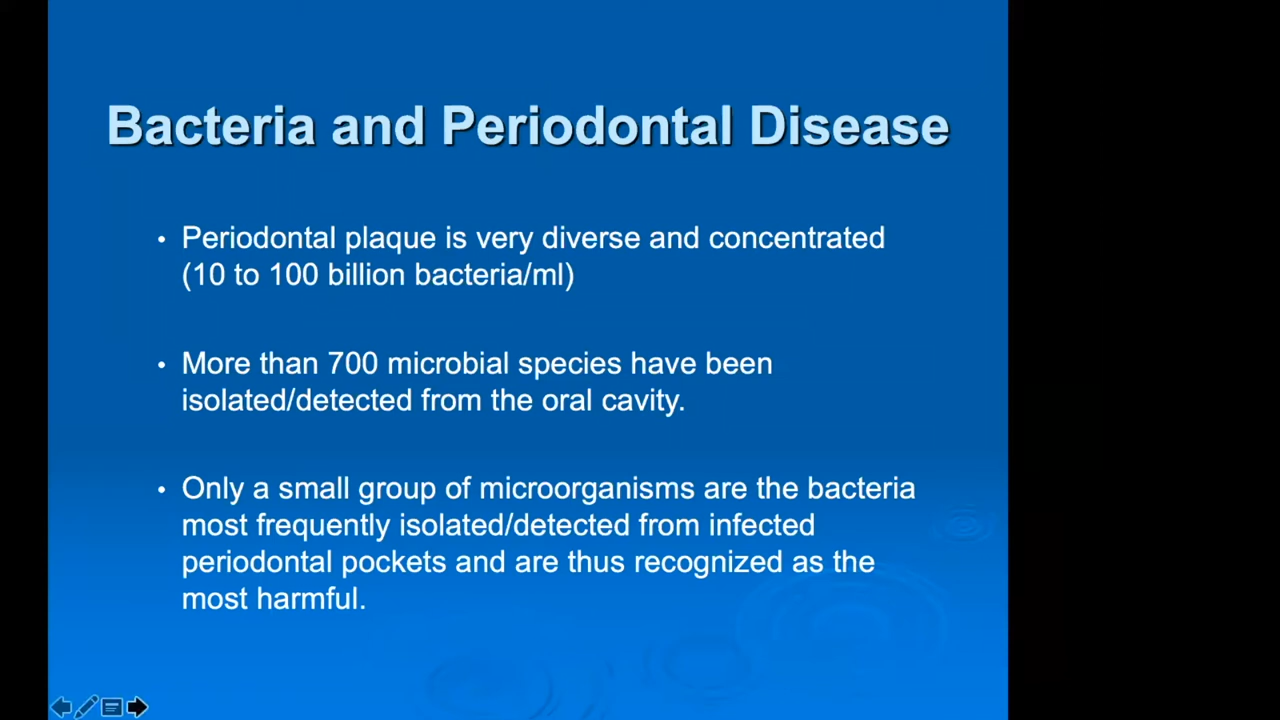 Bacteria and Periodontal Disease
• Periodontal plaque is very diverse and concentrated
(10 to 100 billion bacteria/ml)
• More than 700 microbial species have been
isolated/detected from the oral cavity.
• Only a small group of microorganisms are the bacteria
most frequently isolated/detected from infected
periodontal pockets and are thus recognized as the
most harmful.